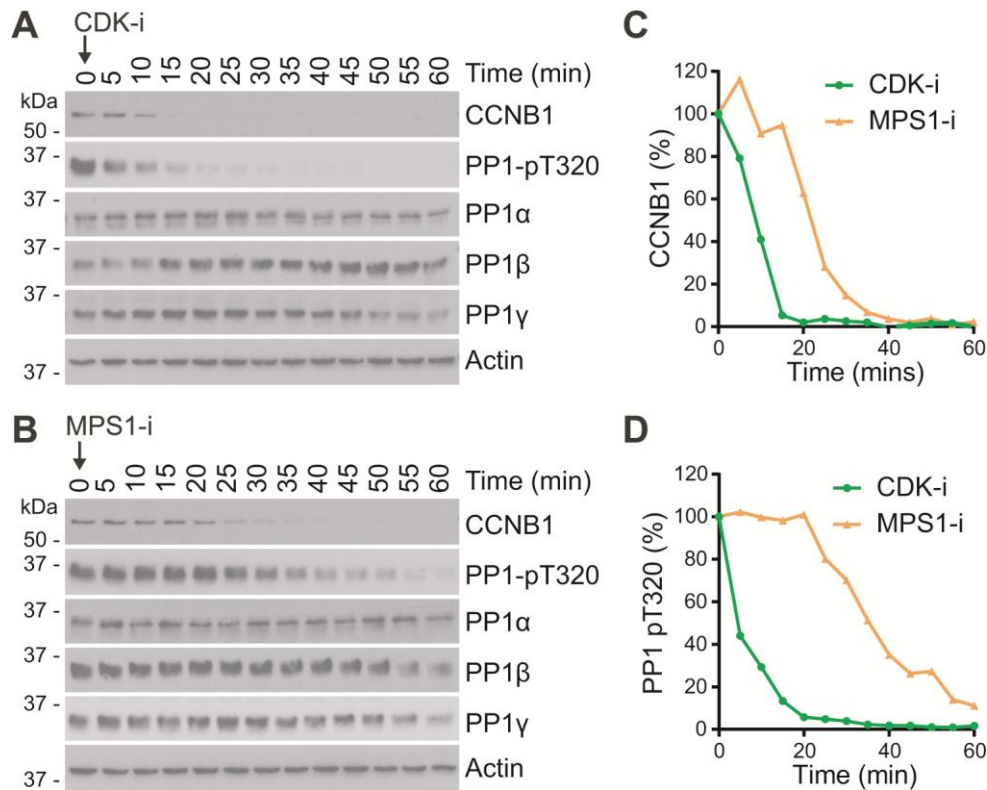 A
CDK-i
0 5 10 15 20 25 30 35 40 45 50 55 60 Time (min)
kDa
50 - CCNB1
37 - PP1-pT320
37 - PP1α
37 - PP1β
37 - PP1γ
37 - Actin
B
MPS1-i
0 5 10 15 20 25 30 35 40 45 50 55 60 Time (min)
kDa
50 - CCNB1
37 - PP1-pT320
37 - PP1α
37 - PP1β
37 - PP1γ
37 - Actin
C
CCNB1 (%)
120
100
80
60
40
20
0
CDK-i
MPS1-i
0 20 40 60
Time (mins)
D
PP1 pT320 (%)
120
100
80
60
40
20
0
CDK-i
MPS1-i
0 20 40 60
Time (min)